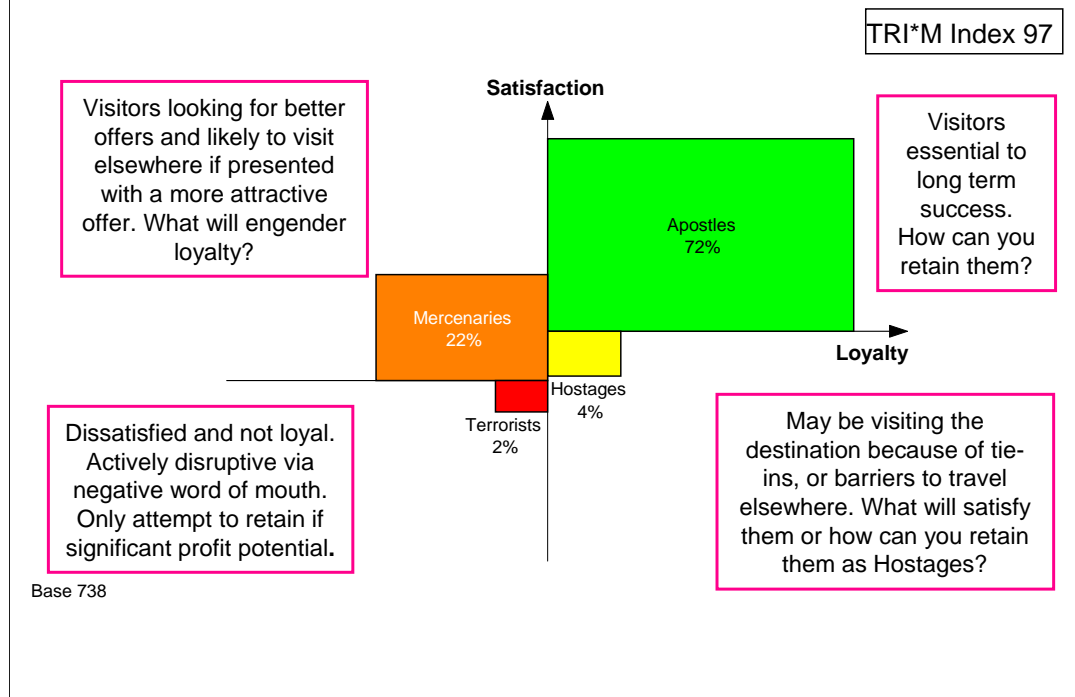 TRI*M Index 97
Satisfaction
Visitors looking for better
offers and likely to visit
elsewhere if presented
with a more attractive
offer. What will engender
loyalty?
Visitors
essential to
long term
success.
How can you
retain them?
Apostles
72%
Mercenaries
22%
Loyalty
Hostages
4%
Terrorists
2%
Dissatisfied and not loyal.
Actively disruptive via
negative word of mouth.
Only attempt to retain if
significant profit potential.
May be visiting the
destination because of tie-
ins, or barriers to travel
elsewhere. What will satisfy
them or how can you retain
them as Hostages?
Base 738